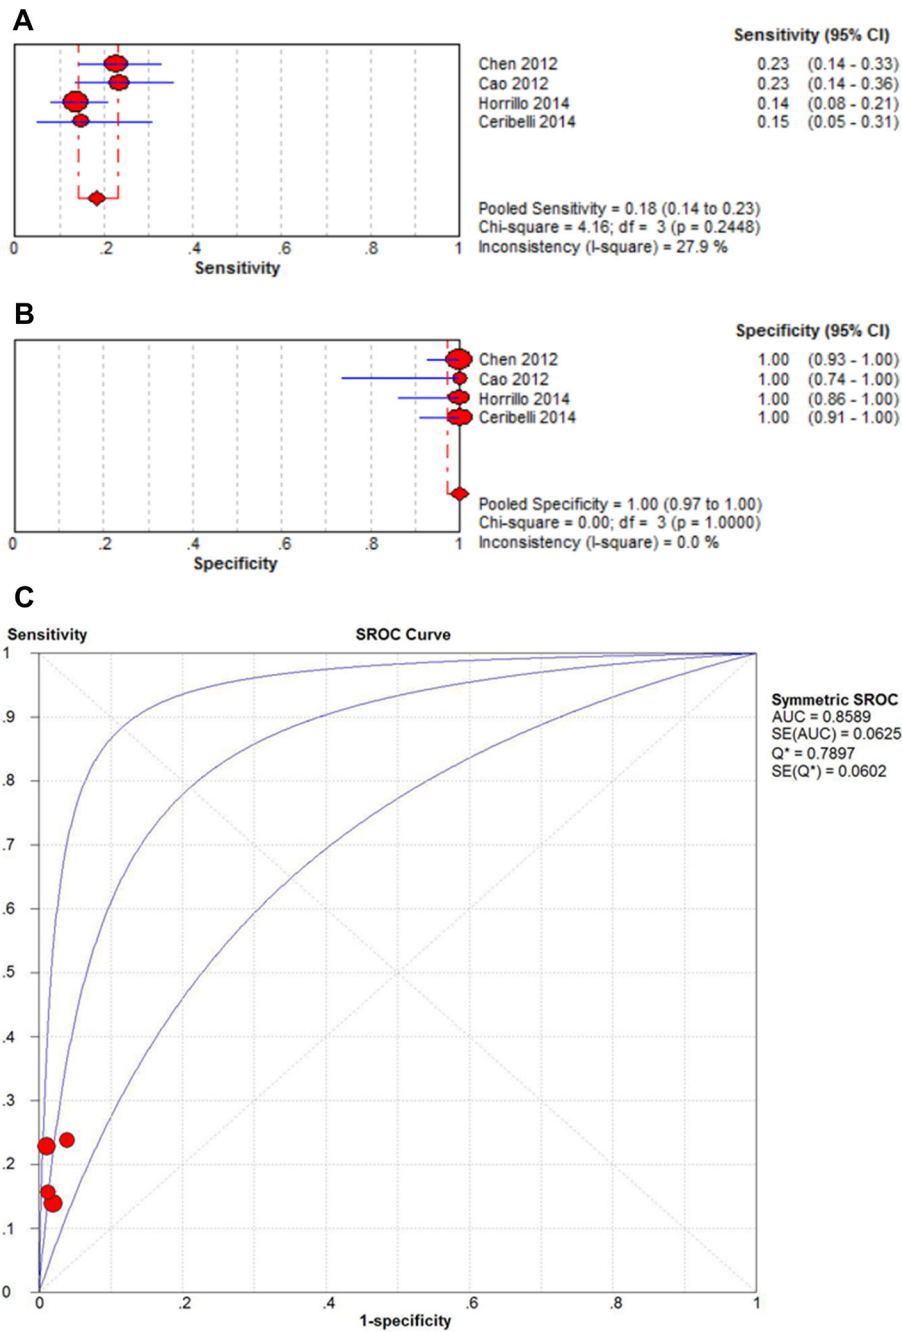 A
Sensitivity (95% CI)
Chen 2012 0.23 (0.14 - 0.33)
Cao 2012 0.23 (0.14 - 0.36)
Horrillo 2014 0.14 (0.08 - 0.21)
Ceribelli 2014 0.15 (0.05 - 0.31)
Pooled Sensitivity = 0.18 (0.14 to 0.23)
Chi-square = 4.16; df = 3 (p = 0.2448)
Inconsistency (I-square) = 27.9 %
0 .2 .4 .6 .8 1
Sensitivity
B
Specificity (95% CI)
Chen 2012 1.00 (0.93 - 1.00)
Cao 2012 1.00 (0.74 - 1.00)
Horrillo 2014 1.00 (0.86 - 1.00)
Ceribelli 2014 1.00 (0.91 - 1.00)
Pooled Specificity = 1.00 (0.97 to 1.00)
Chi-square = 0.00; df = 3 (p = 1.0000)
Inconsistency (I-square) = 0.0 %
0 .2 .4 .6 .8 1
Specificity
C
Sensitivity SROC Curve
1
.9
.8
.7
.6
.5
.4
.3
.2
.1
0
Symmetric SROC
AUC = 0.8589
SE(AUC) = 0.0625
Q* = 0.7897
SE(Q*) = 0.0602
0 .2 .4 .6 .8 1
1-specificity